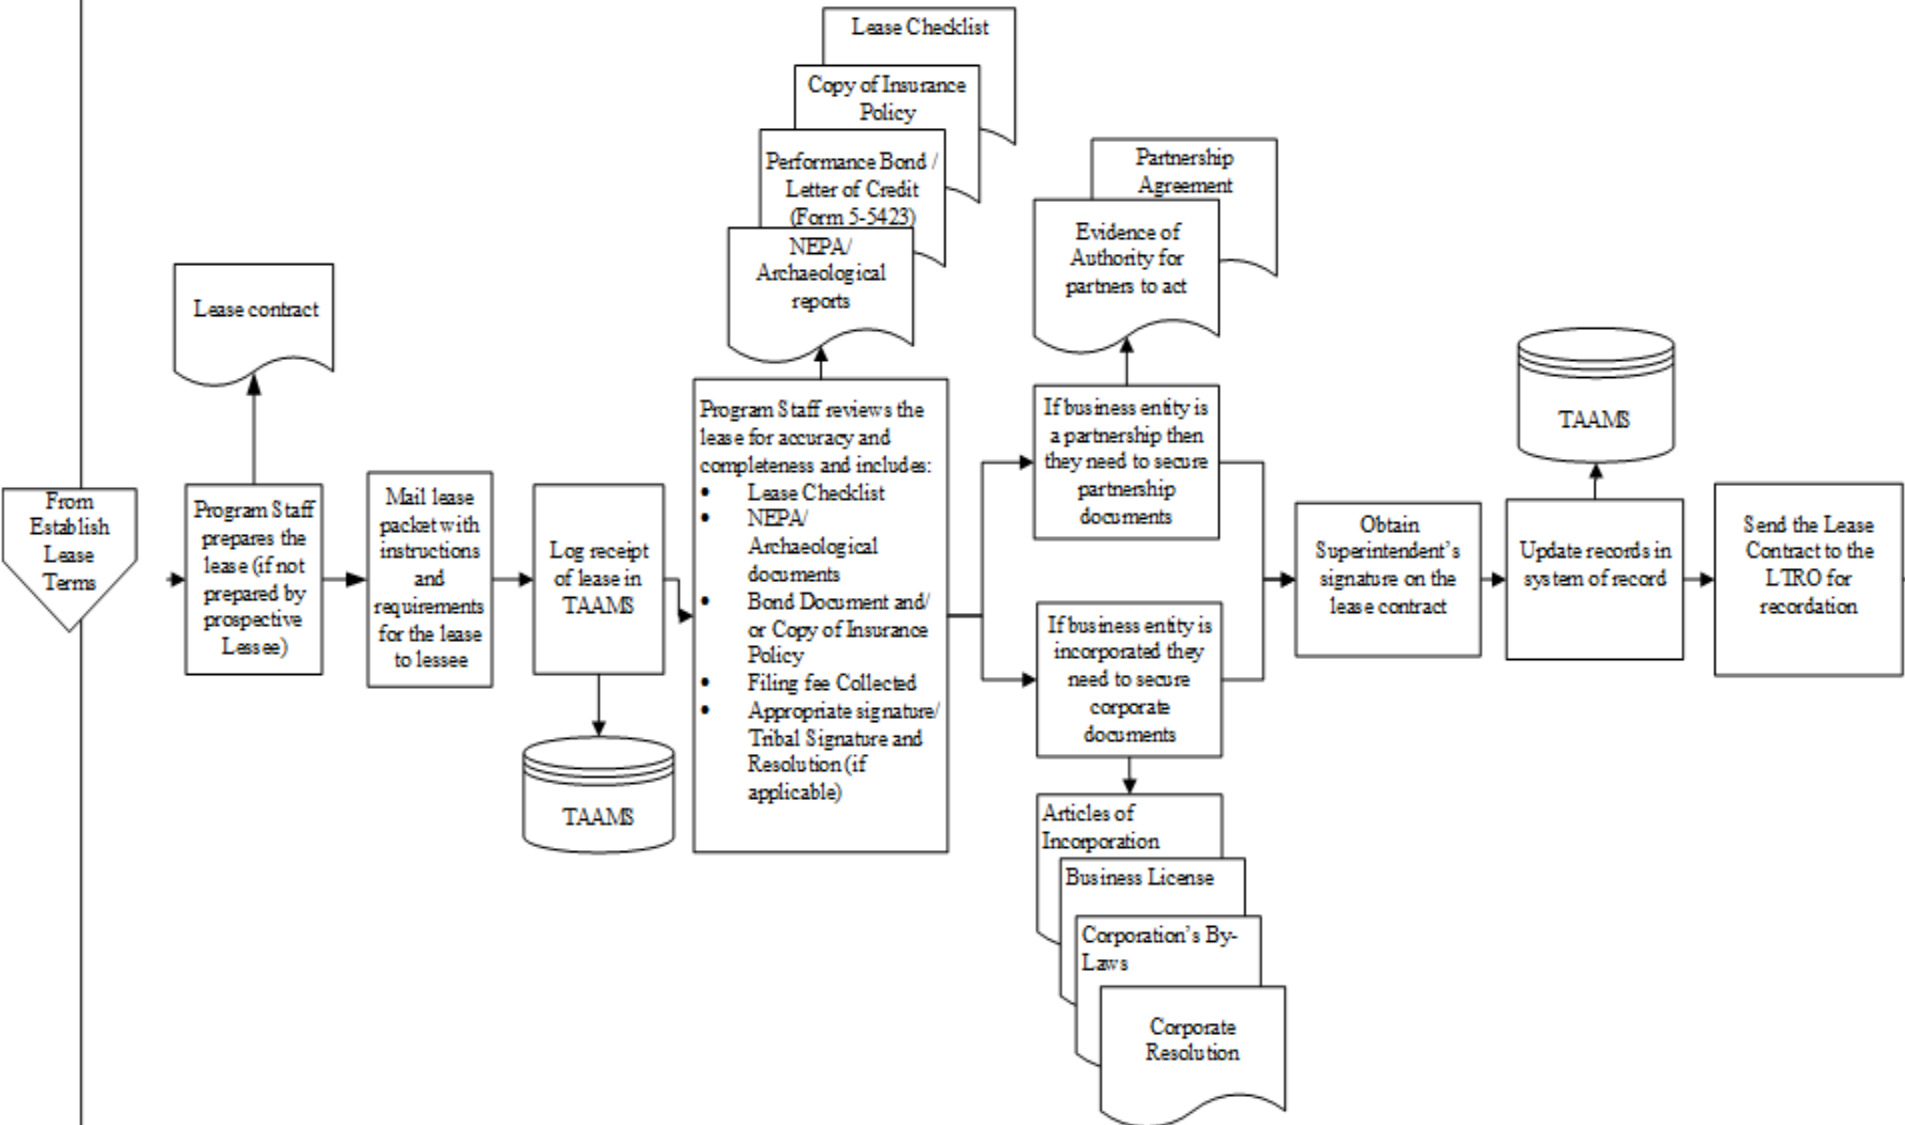 From
Establish
Lease
Terms
Lease contract
Program Staff
prepares the
lease (if not
prepared by
prospective
Lessee)
Mail lease
packet with
instructions
and
requirements
for the lease
to lessee
Log receipt
of lease in
TAAMS
TAAMS
Lease Checklist
Copy of Insurance
Policy
Performance Bond /
Letter of Credit
(Form 5-5423)
NEPA/
Archaeological
reports
Program Staff reviews the
lease for accuracy and
completeness and includes:
• Lease Checklist
• NEPA/
Archaeological
documents
• Bond Document and/
or Copy of Insurance
Policy
• Filing fee Collected
• Appropriate signature/
Tribal Signature and
Resolution (if
applicable)
Partnership
Agreement
Evidence of
Authority for
partners to act
If business entity is
a partnership then
they need to secure
partnership
documents
If business entity is
incorporated they
need to secure
corporate
documents
Articles of
Incorporation
Business License
Corporation's By-
Laws
Corporate
Resolution
Obtain
Superintendent's
signature on the
lease contract
TAAMS
Update records in
system of record
Send the Lease
Contract to the
LTRO for
recordation